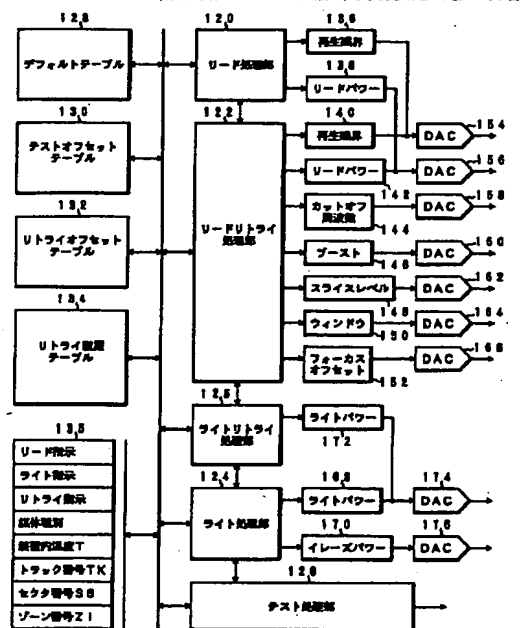 128
デフォルトテーブル
130
テストオフセット
テーブル
132
リトライオフセット
テーブル
134
リトライ履歴
テーブル
135
リード指示
ライト指示
リトライ指示
媒体種別
装置内温度T
トラック番号TK
セクタ番号
ゾーン番号
120
リード処理部
122
リードリトライ
処理部
125
ライトリトライ
処理部
124
ライト処理部
126
テスト処理部
再生磁界
138
リードパワー
140
再生磁界
リードパワー
142
カットオフ
周波数
144
ブースト
146
スライスレベル
148
ウィンドウ
150
フォーカス
オフセット
152
ライトパワー
172
168
ライトパワー
170
イレーズパワー
154
DAC
156
DAC
158
DAC
160
DAC
162
DAC
164
DAC
166
DAC
174
DAC
176
DAC